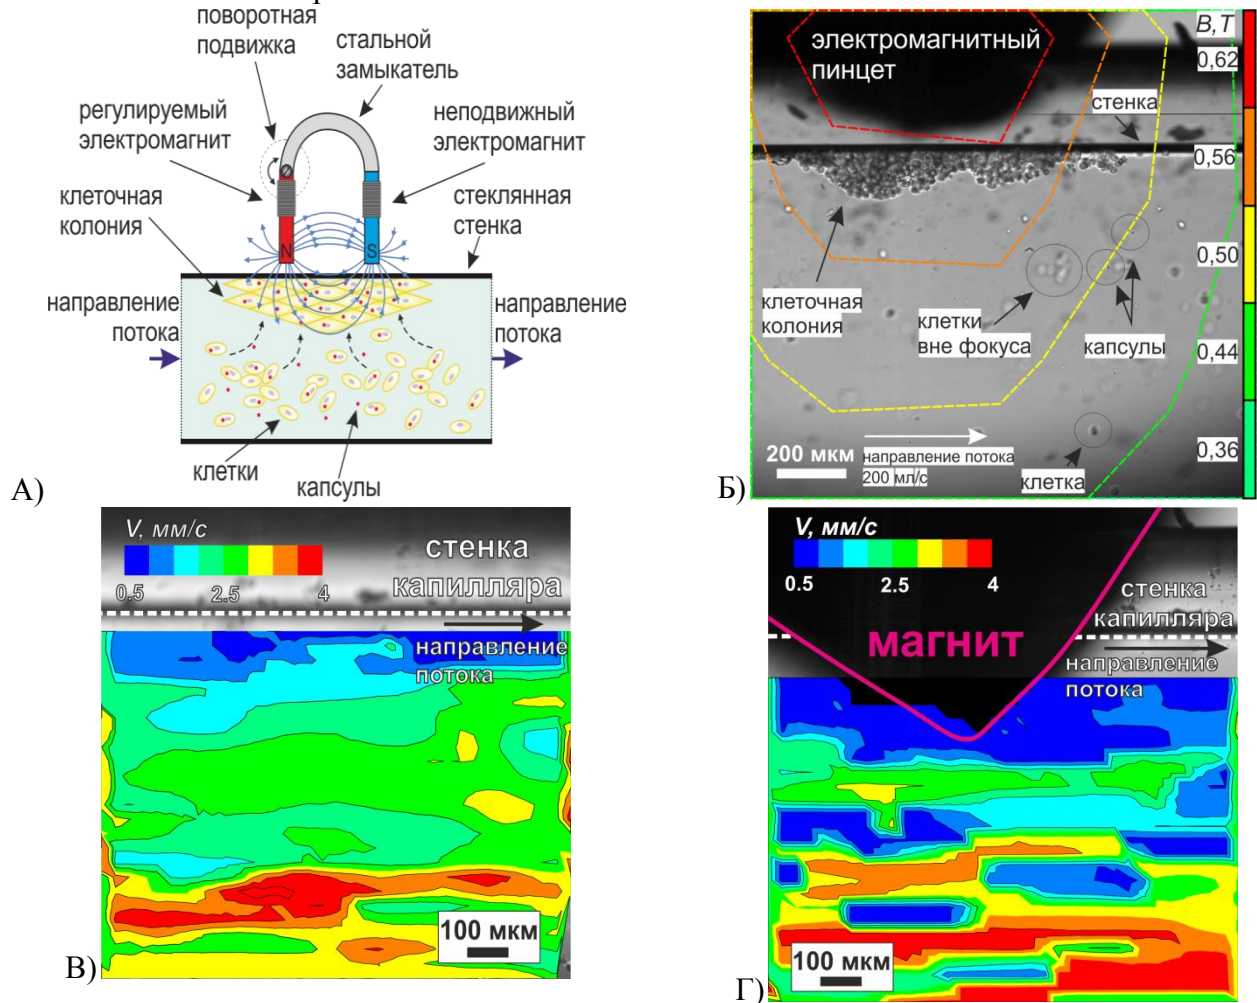 поворотная
подвижка
стальной
замыкатель
регулируемый
электромагнит
неподвижный
электромагнит
клеточная
колония
стеклянная
стенка
N
S
направление
потока
направление
потока
клетки
капсулы
А)
электромагнитный
пинцет
B,T
0,62
стенка
0,56
0,50
клеточная
колония
клетки
вне фокуса
капсулы
0,44
200 мкм
направление потока
200 мл/с
клетка
0,36
Б)
V, мм/с
0.5
2.5
4
стенка
капилляра
направление
потока
100 мкм
В)
V, мм/с
0.5
2.5
4
стенка
капилляра
магнит
направление
потока
100 мкм
Г)